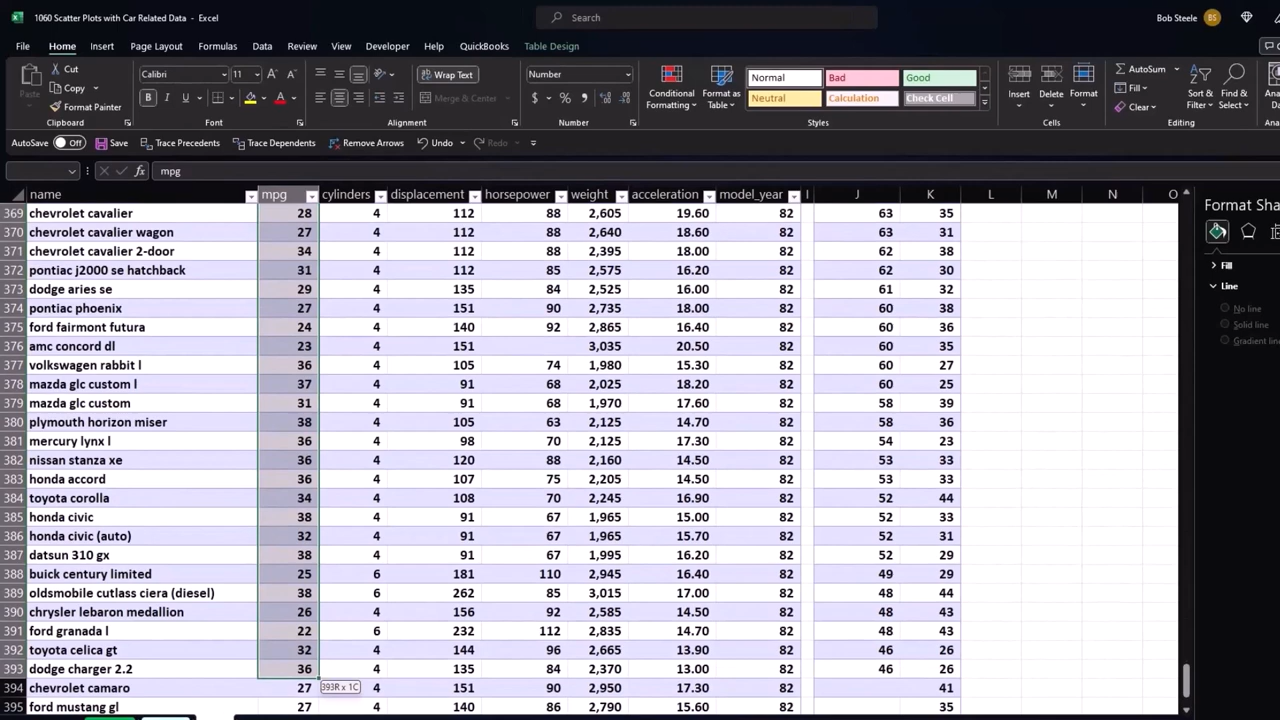 1060 Scatter Plots with Car Related Data - Excel
Search
Bob Steele
BS
File Home Insert Page Layout Formulas Data Review View Developer Help QuickBooks Table Design
Cut
Copy
Format Painter
Paste
Calibri 11
B I U
Wrap Text
Merge & Center
Number
$ % ,
Conditional Formatting
Format as Table
Normal Bad Good
Neutral Calculation Check Cell
Insert Delete Format
AutoSum
Fill
Clear
Sort & Filter
Find & Select
Clipboard Font Alignment Number Styles Cells Editing
AutoSave Off Save Trace Precedents Trace Dependents Remove Arrows Undo Redo
fx mpg
name mpg cylinders displacement horsepower weight acceleration model_year I J K L M N O
369 chevrolet cavalier 28 4 112 88 2,605 19.60 82 63 35
370 chevrolet cavalier wagon 27 4 112 88 2,640 18.60 82 63 31
371 chevrolet cavalier 2-door 34 4 112 88 2,395 18.00 82 62 38
372 pontiac j2000 se hatchback 31 4 112 85 2,575 16.20 82 62 30
373 dodge aries se 29 4 135 84 2,525 16.00 82 61 32
374 pontiac phoenix 27 4 151 90 2,735 18.00 82 60 38
375 ford fairmont futura 24 4 140 92 2,865 16.40 82 60 36
376 amc concord dl 23 4 151 3,035 20.50 82 60 35
377 volkswagen rabbit l 36 4 105 74 1,980 15.30 82 60 27
378 mazda glc custom l 37 4 91 68 2,025 18.20 82 60 25
379 mazda glc custom 31 4 91 68 1,970 17.60 82 58 39
380 plymouth horizon miser 38 4 105 63 2,125 14.70 82 58 36
381 mercury lynx l 36 4 98 70 2,125 17.30 82 54 23
382 nissan stanza xe 36 4 120 88 2,160 14.50 82 53 33
383 honda accord 36 4 107 75 2,205 14.50 82 53 33
384 toyota corolla 34 4 108 70 2,245 16.90 82 52 44
385 honda civic 38 4 91 67 1,965 15.00 82 52 33
386 honda civic (auto) 32 4 91 67 1,965 15.70 82 52 31
387 datsun 310 gx 38 4 91 67 1,995 16.20 82 52 29
388 buick century limited 25 6 181 110 2,945 16.40 82 49 29
389 oldsmobile cutlass ciera (diesel) 38 6 262 85 3,015 17.00 82 48 44
390 chrysler lebaron medallion 26 4 156 92 2,585 14.50 82 48 43
391 ford granada l 22 6 232 112 2,835 14.70 82 48 43
392 toyota celica gt 32 4 144 96 2,665 13.90 82 46 26
393 dodge charger 2.2 36 4 135 84 2,370 13.00 82 46 26
394 chevrolet camaro 27 393R x 1C 4 151 90 2,950 17.30 82 41
395 ford mustang gl 27 4 140 86 2,790 15.60 82 35
Format Sha
Fill
Line
No line
Solid line
Gradient line